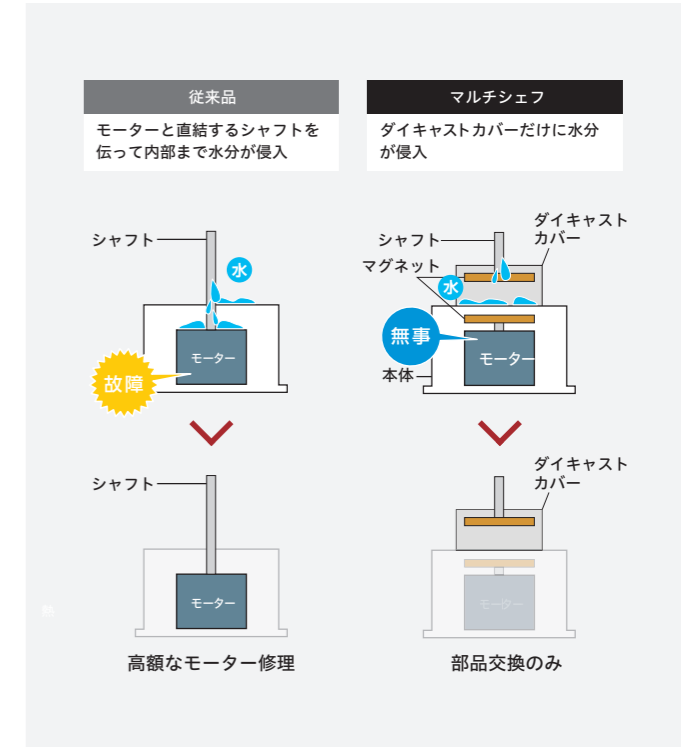 従来品
モーターと直結するシャフトを
伝って内部まで水分が侵入
シャフト
水
モーター
故障
シャフト
モーター
高額なモーター修理
マルチシェフ
ダイキャストカバーだけに水分
が侵入
ダイキャスト
カバー
シャフト
マグネット
水
無事
モーター
本体
ダイキャスト
カバー
モーター
部品交換のみ